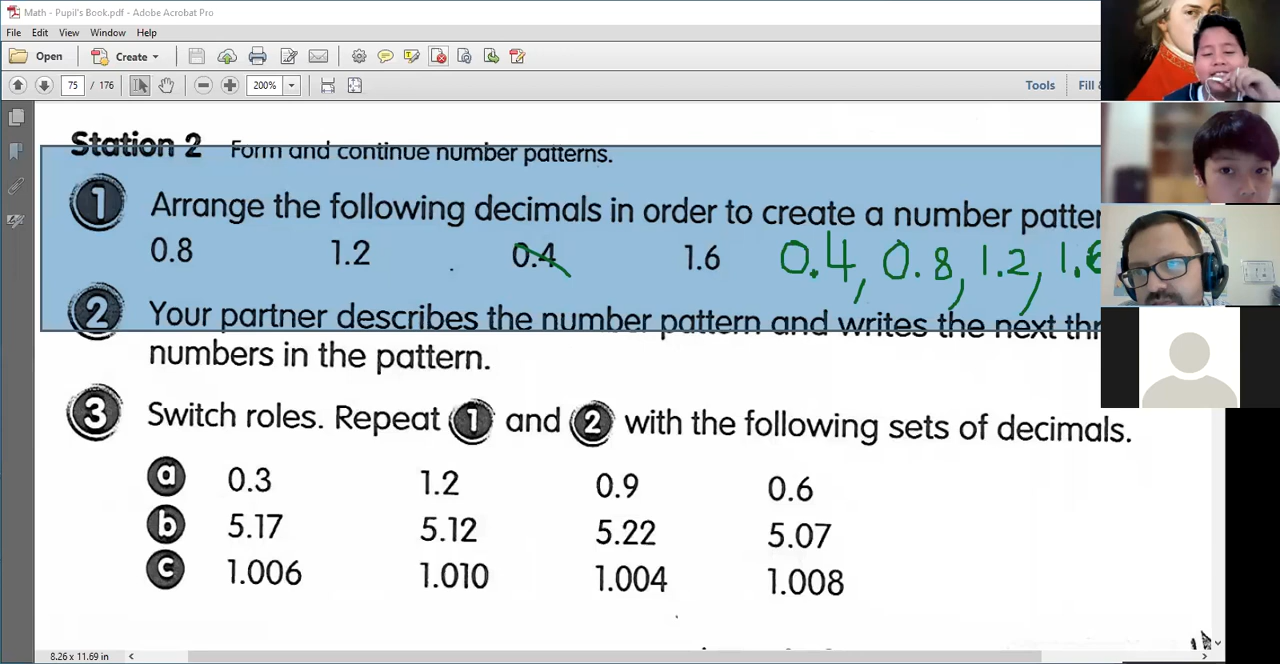 Math - Pupil's Book.pdf - Adobe Acrobat Pro
File Edit View Window Help
Open Create
75 / 176 200% Tools Fill &
Station 2 Form and continue number patterns.
1 Arrange the following decimals in order to create a number patter
0.8 1.2 0.4 1.6 0.4, 0.8, 1.2, 1.6
2 Your partner describes the number pattern and writes the next thr
numbers in the pattern.
3 Switch roles. Repeat 1 and 2 with the following sets of decimals.
a 0.3 1.2 0.9 0.6
b 5.17 5.12 5.22 5.07
c 1.006 1.010 1.004 1.008
8.26 x 11.69 in